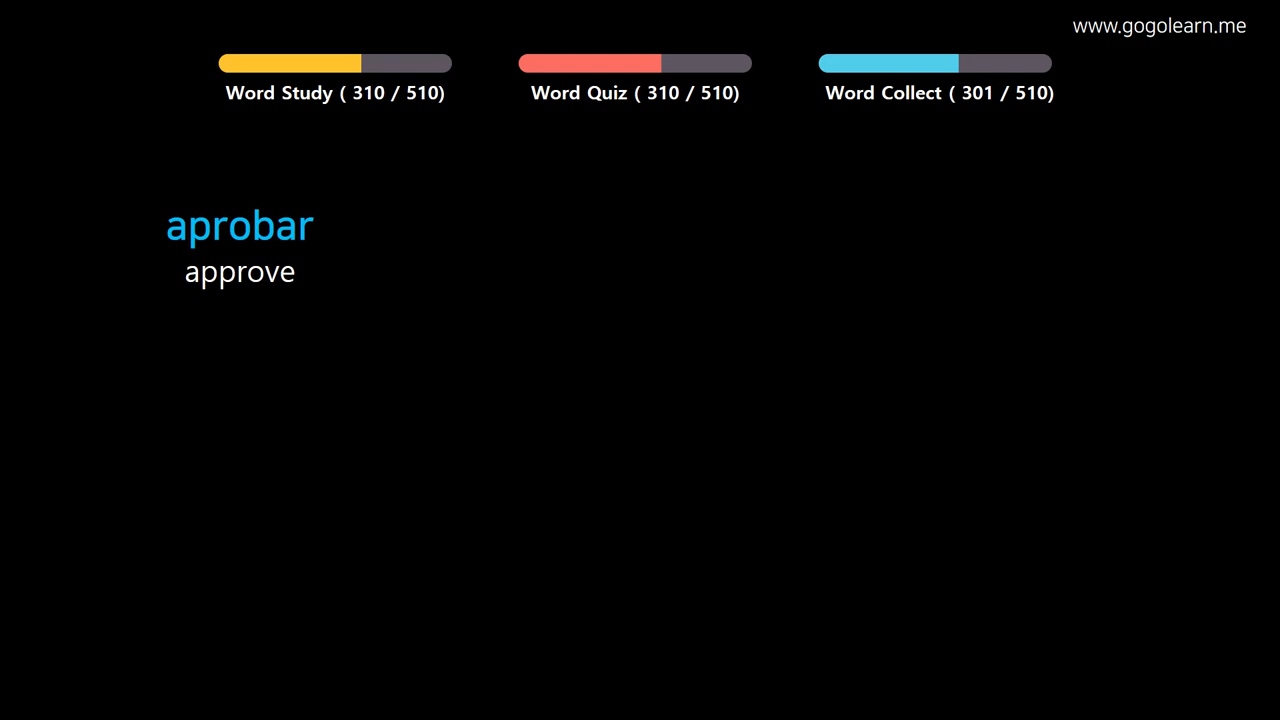 www.gogolearn.me
Word Study ( 310 / 510)
Word Quiz ( 310 / 510)
Word Collect ( 301 / 510)
aprobar
approve